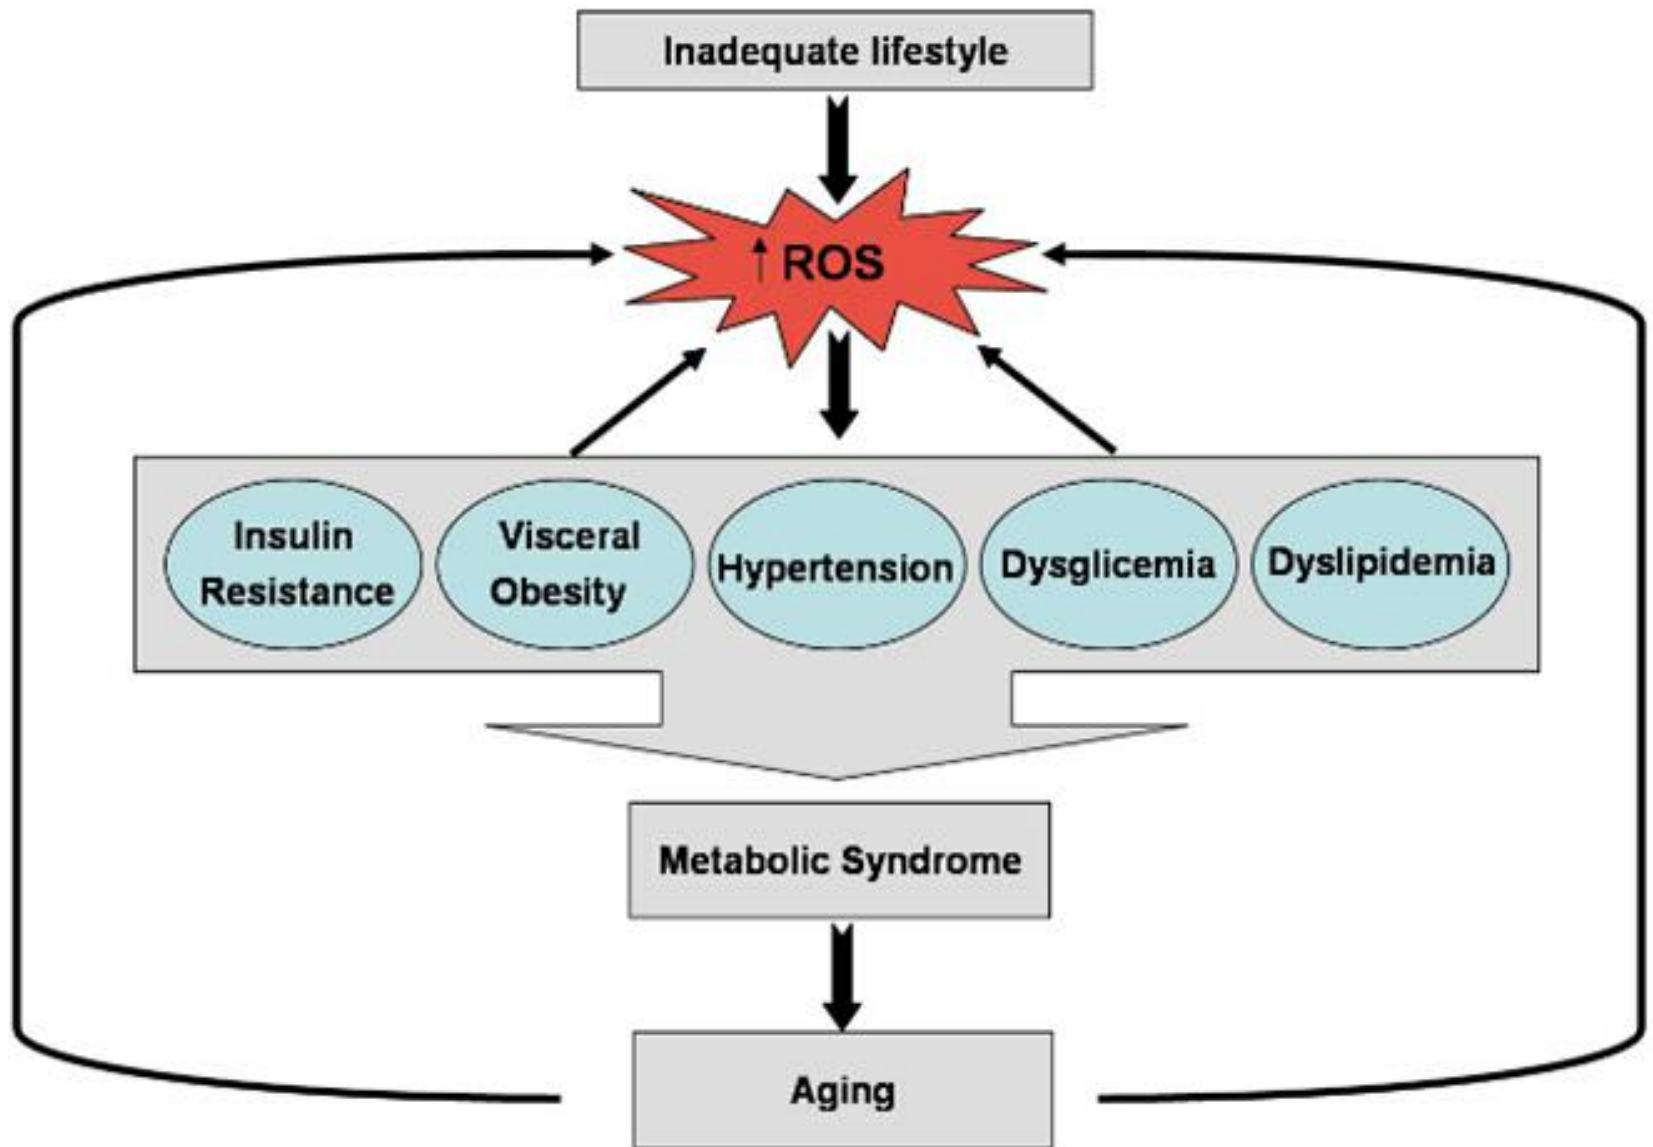 Inadequate lifestyle
↑ ROS
Insulin
Resistance
Visceral
Obesity
Hypertension
Dysglicemia
Dyslipidemia
Metabolic Syndrome
Aging